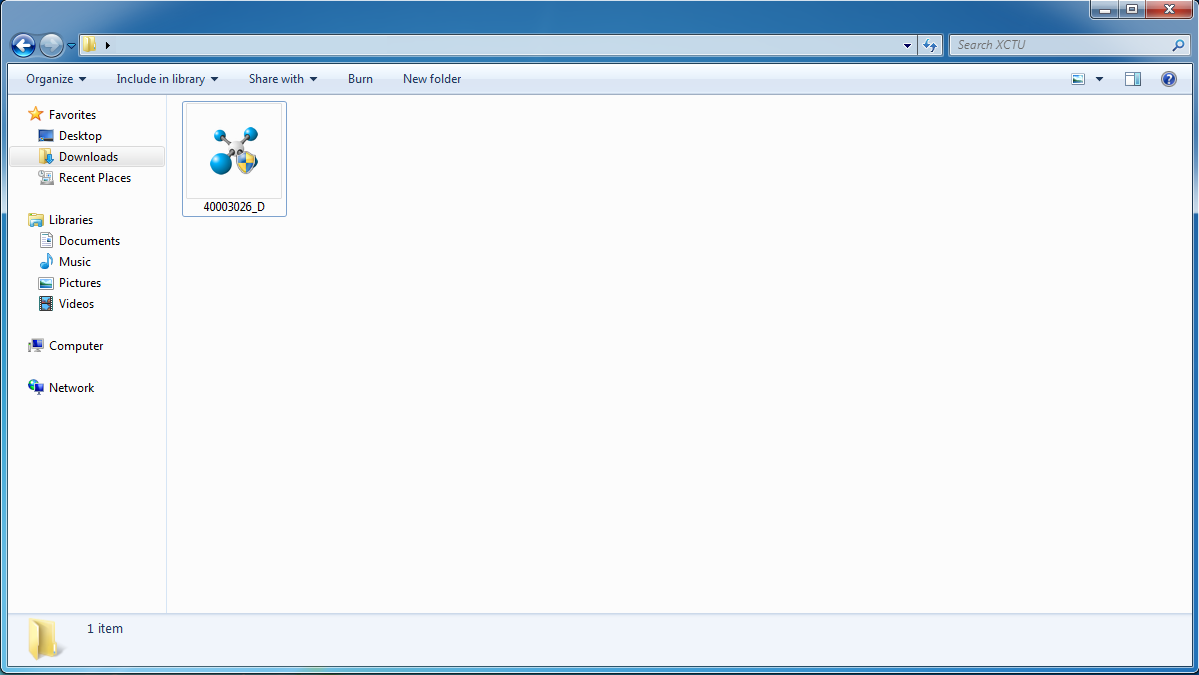 Search XCTU
Organize Include in library Share with Burn New folder
Favorites
Desktop
Downloads
Recent Places
Libraries
Documents
Music
Pictures
Videos
Computer
Network
40003026_D
1 item